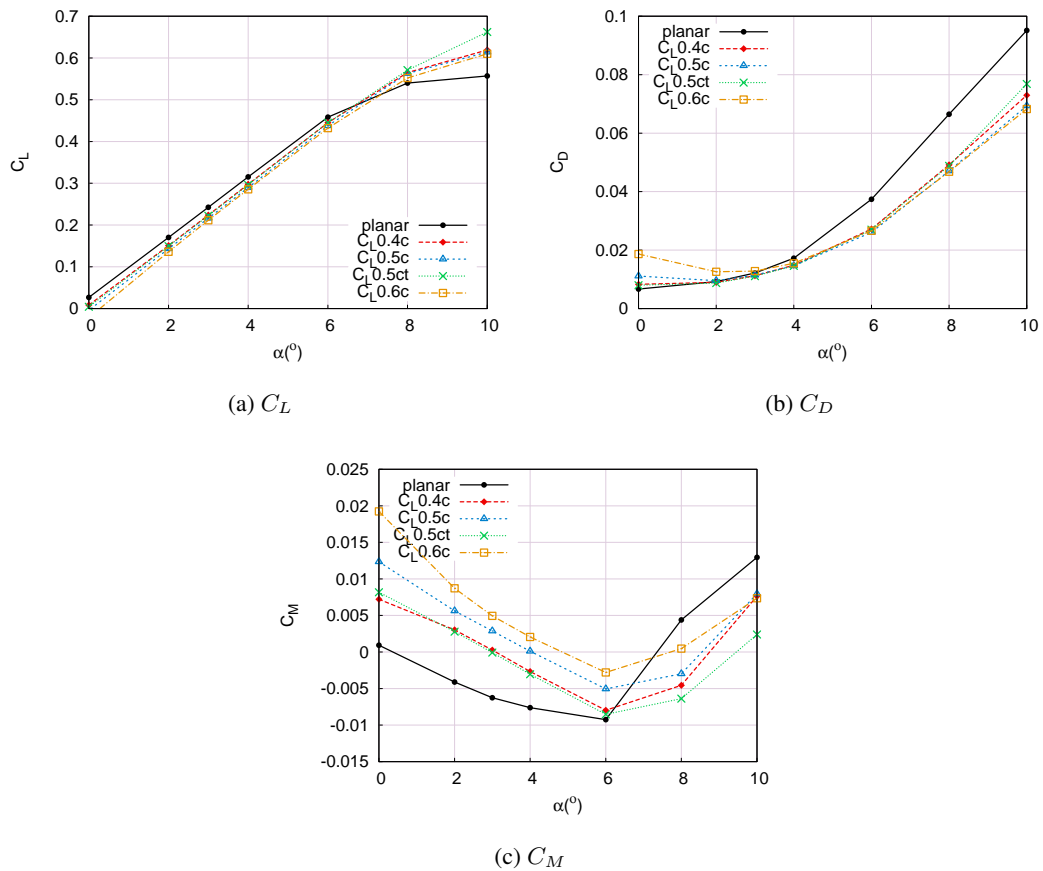 0.7
0.6
0.5
0.4
0.3
0.2
0.1
0
C_L
planar
C_L0.4c
C_L0.5c
C_L0.5ct
C_L0.6c
0 2 4 6 8 10
α(°)
(a) C_L
0.1
0.08
0.06
0.04
0.02
0
C_D
planar
C_L0.4c
C_L0.5c
C_L0.5ct
C_L0.6c
0 2 4 6 8 10
α(°)
(b) C_D
0.025
0.02
0.015
0.01
0.005
0
-0.005
-0.01
-0.015
C_M
planar
C_L0.4c
C_L0.5c
C_L0.5ct
C_L0.6c
0 2 4 6 8 10
α(°)
(c) C_M